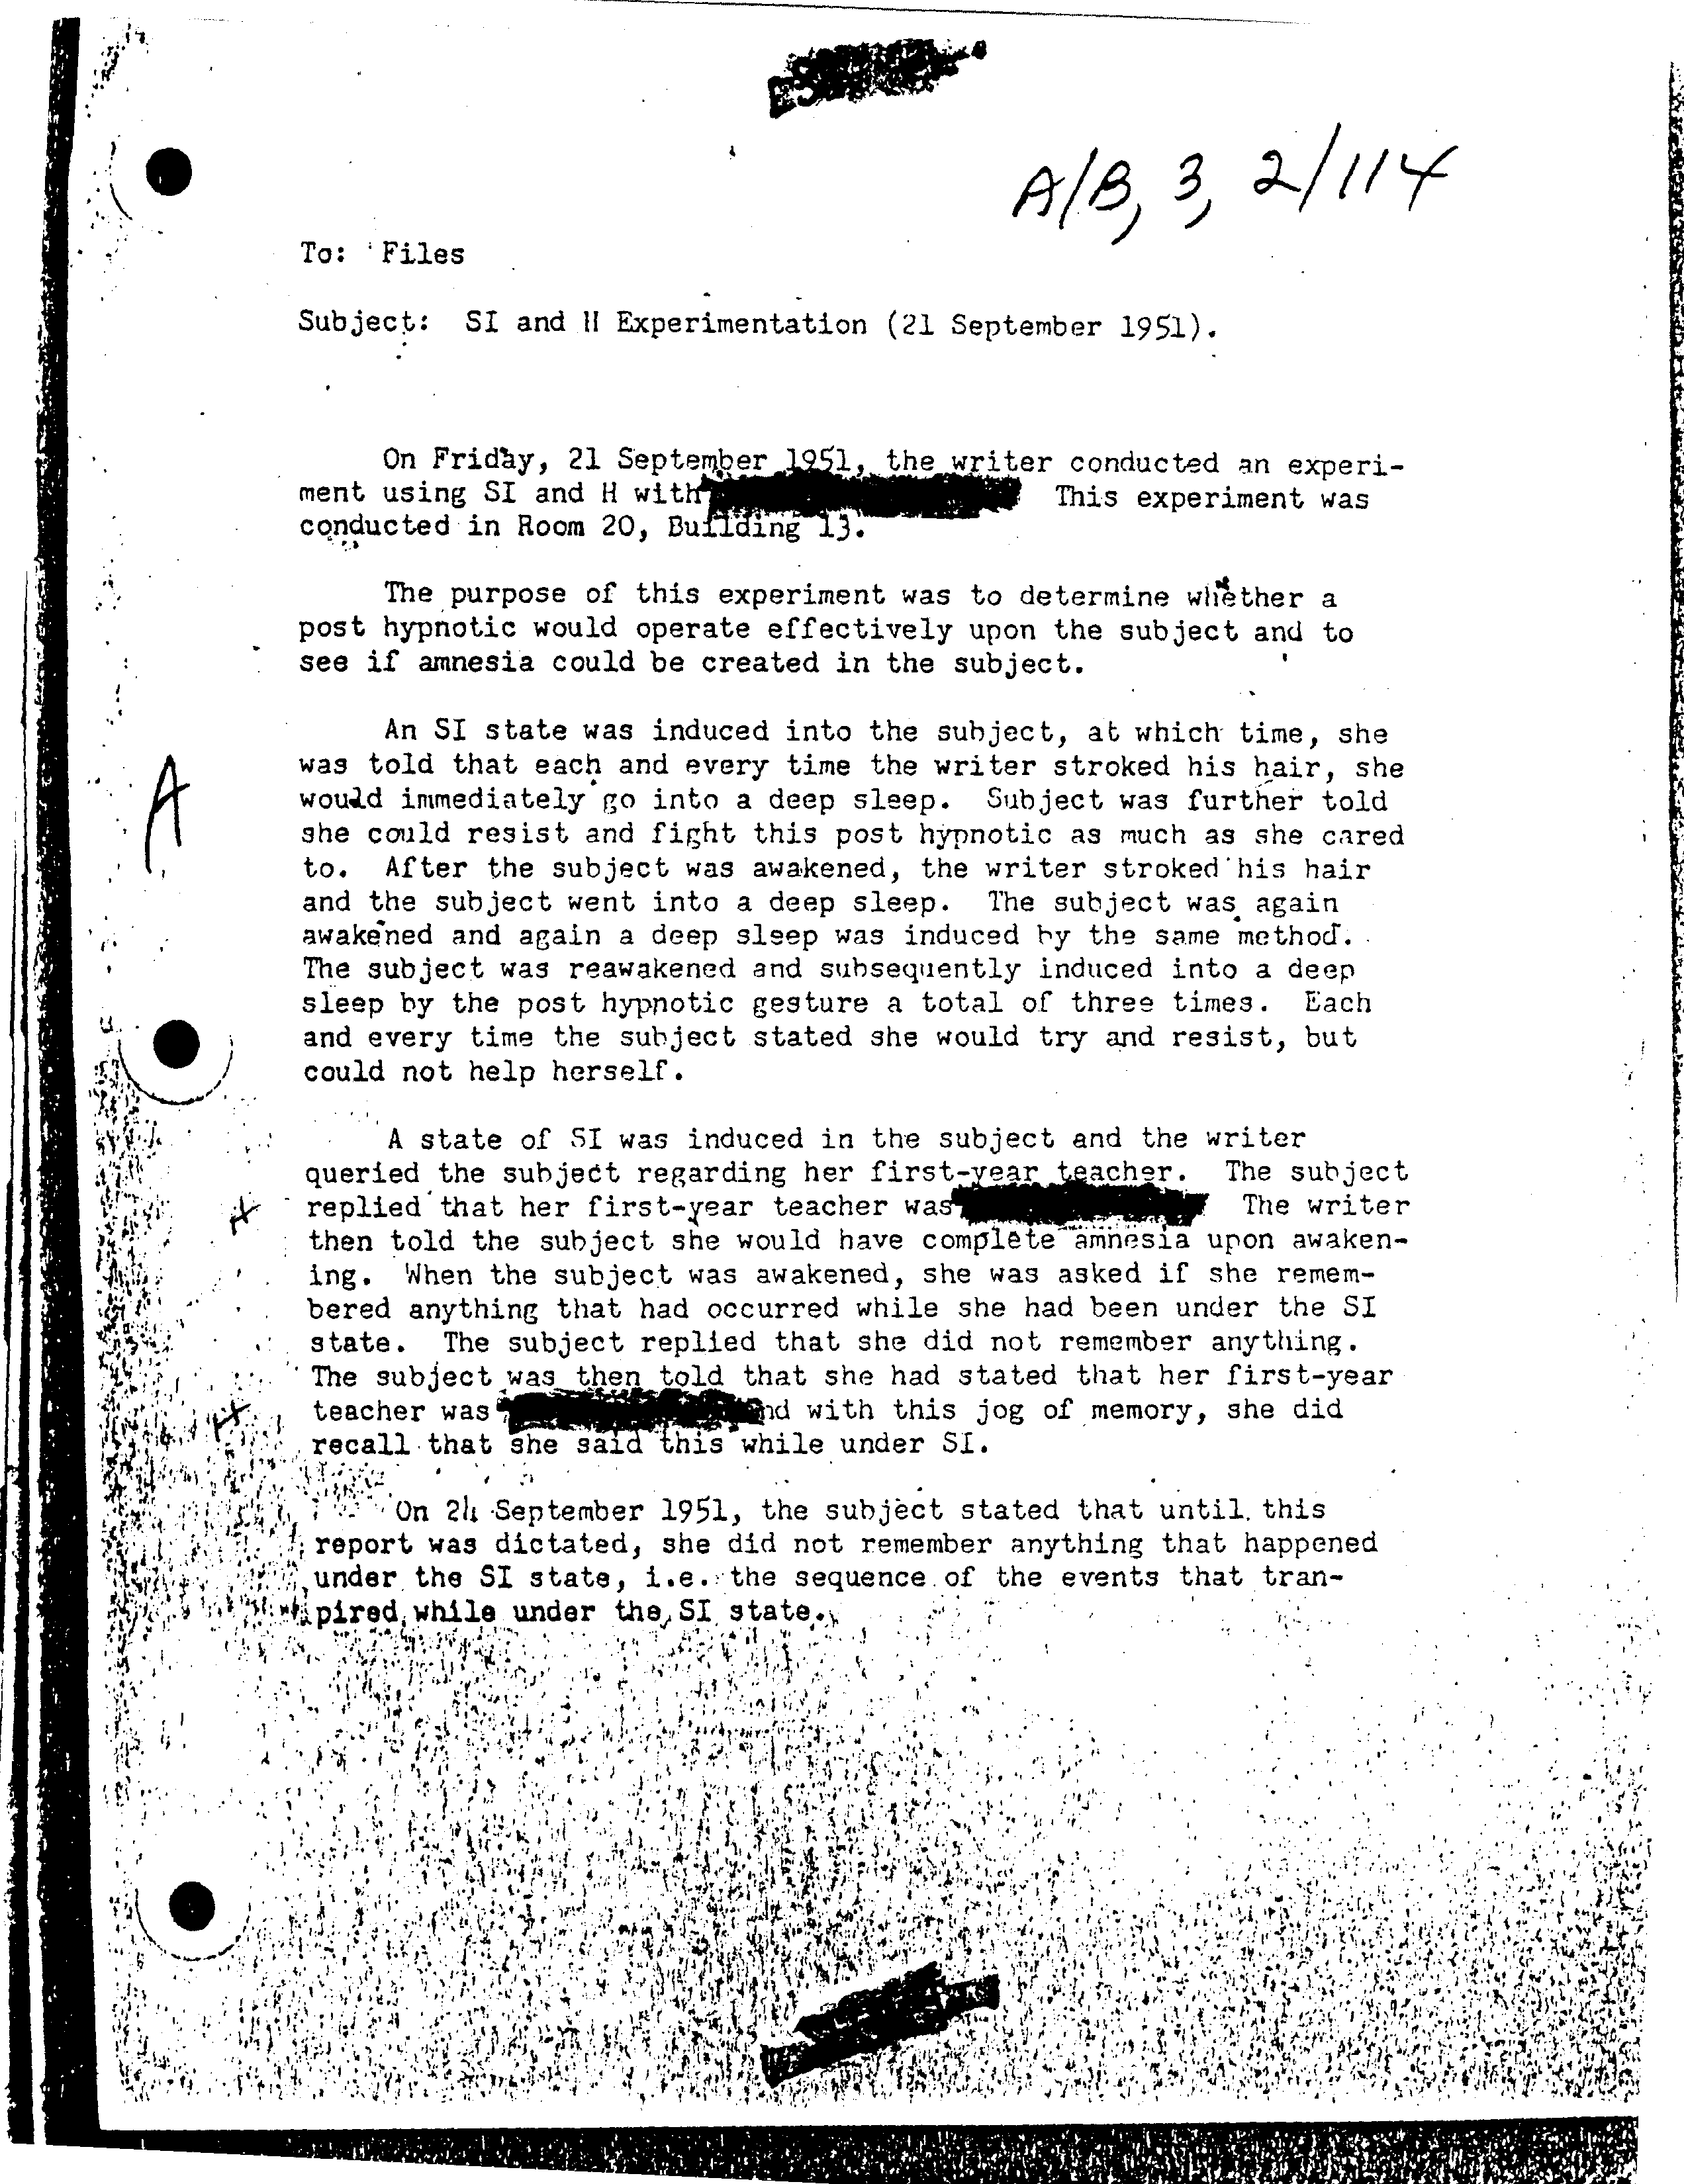 A/B, 3, 2/114
To: Files
Subject: SI and H Experimentation (21 September 1951).
On Friday, 21 September 1951, the writer conducted an experi-
ment using SI and H with This experiment was
conducted in Room 20, Building 13.
The purpose of this experiment was to determine whether a
post hypnotic would operate effectively upon the subject and to
see if amnesia could be created in the subject.
An SI state was induced into the subject, at which time, she
was told that each and every time the writer stroked his hair, she
would immediately go into a deep sleep. Subject was further told
she could resist and fight this post hypnotic as much as she cared
to. After the subject was awakened, the writer stroked his hair
and the subject went into a deep sleep. The subject was again
awakened and again a deep sleep was induced by the same method.
The subject was reawakened and subsequently induced into a deep
sleep by the post hypnotic gesture a total of three times. Each
and every time the subject stated she would try and resist, but
could not help herself.
A
A state of SI was induced in the subject and the writer
queried the subject regarding her first-year teacher. The subject
replied that her first-year teacher was The writer
then told the subject she would have complete amnesia upon awaken-
ing. When the subject was awakened, she was asked if she remem-
bered anything that had occurred while she had been under the SI
state. The subject replied that she did not remember anything.
The subject was then told that she had stated that her first-year
teacher was and with this jog of memory, she did
recall that she said this while under SI.
On 24 September 1951, the subject stated that until this
report was dictated, she did not remember anything that happened
under the SI state, i.e. the sequence of the events that tran-
pired while under the SI state.